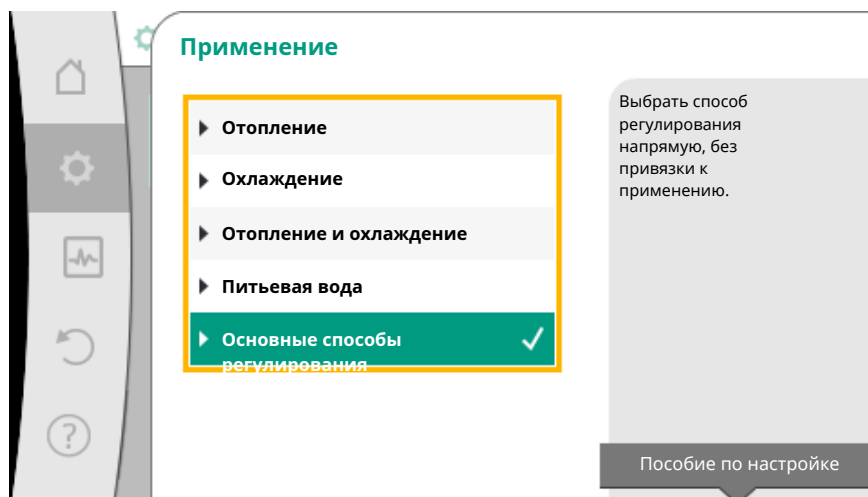 Применение
Отопление
Охлаждение
Отопление и охлаждение
Питьевая вода
Основные способы
регулирования
Выбрать способ
регулирования
напрямую, без
привязки к
применению.
Пособие по настройке
?